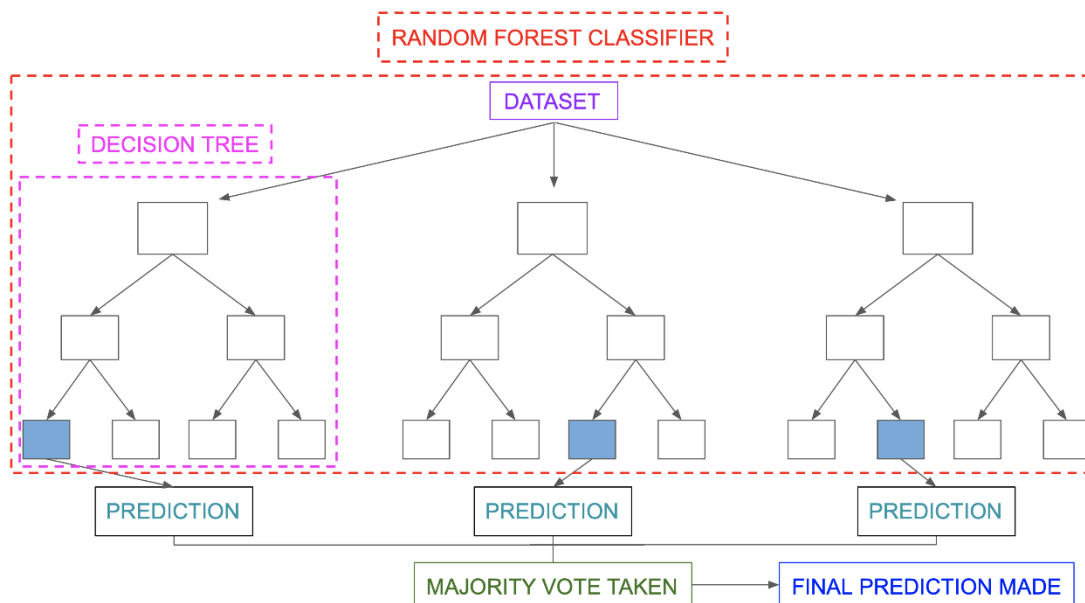 RANDOM FOREST CLASSIFIER
DATASET
DECISION TREE
PREDICTION
PREDICTION
PREDICTION
MAJORITY VOTE TAKEN
FINAL PREDICTION MADE